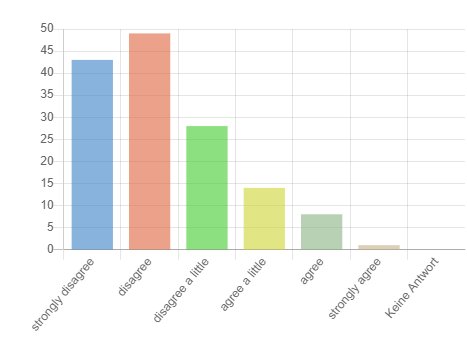 50
45
40
35
30
25
20
15
10
5
0
strongly disagree
disagree
disagree a little
agree a little
agree
strongly agree
Keine Antwort